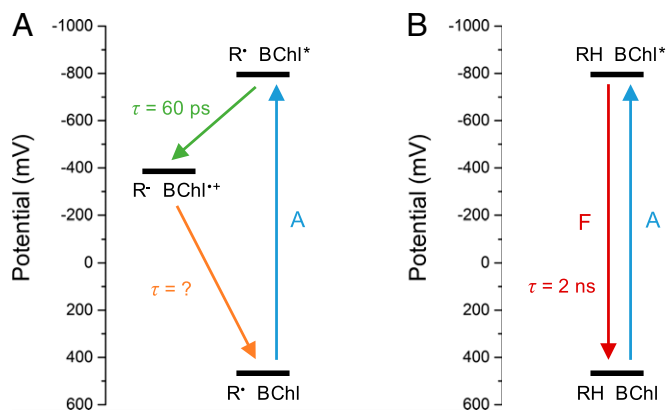 A
B
-1000
-800
-600
-400
-200
0
200
400
600
Potential (mV)
R• BChl*
τ = 60 ps
R- BChl•+
A
τ = ?
R• BChl
-1000
-800
-600
-400
-200
0
200
400
600
Potential (mV)
RH BChl*
F
A
τ = 2 ns
RH BChl